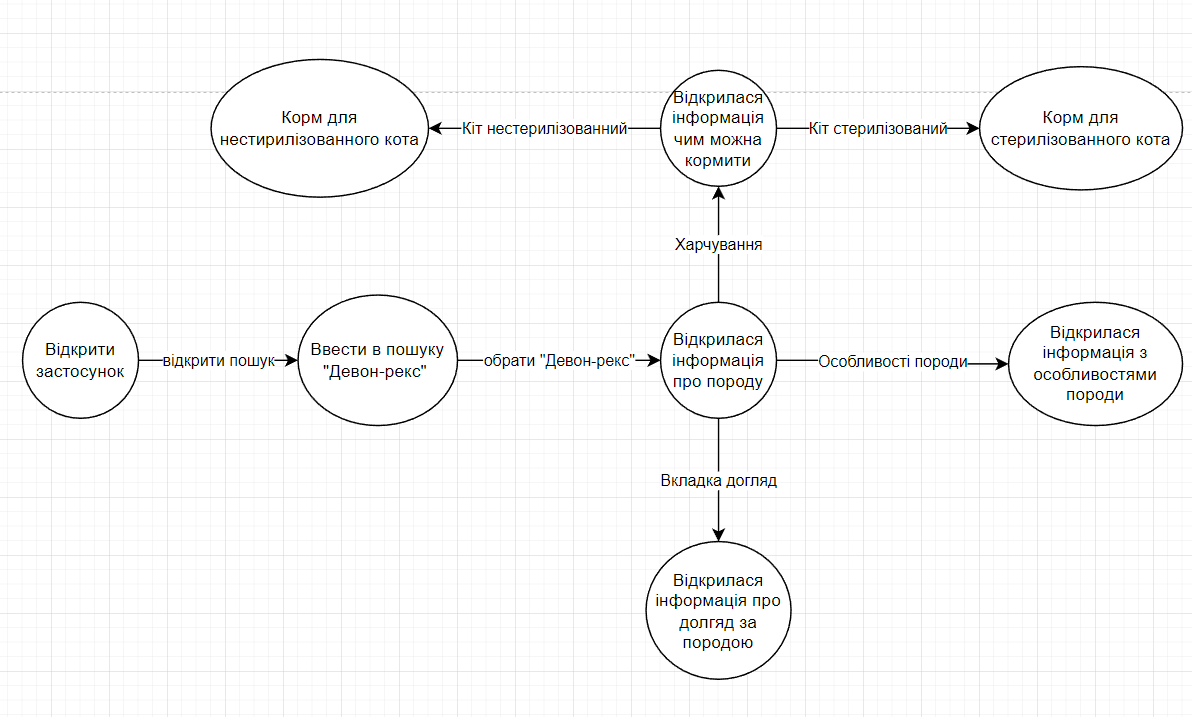 Корм для
нестирилізованного кота
Кіт нестерилізованний
Відкрилася
інформація
чим можна
кормити
Кіт стерилізований
Корм для
стерилізованного кота
Харчування
Відкрити
застосунок
відкрити пошук
Ввести в пошуку
"Девон-рекс"
обрати "Девон-рекс"
Відкрилася
інформація
про породу
Особливості породи
Відкрилася
інформація з
особливостями
породи
Вкладка догляд
Відкрилася
інформація про
долгяд за
породою